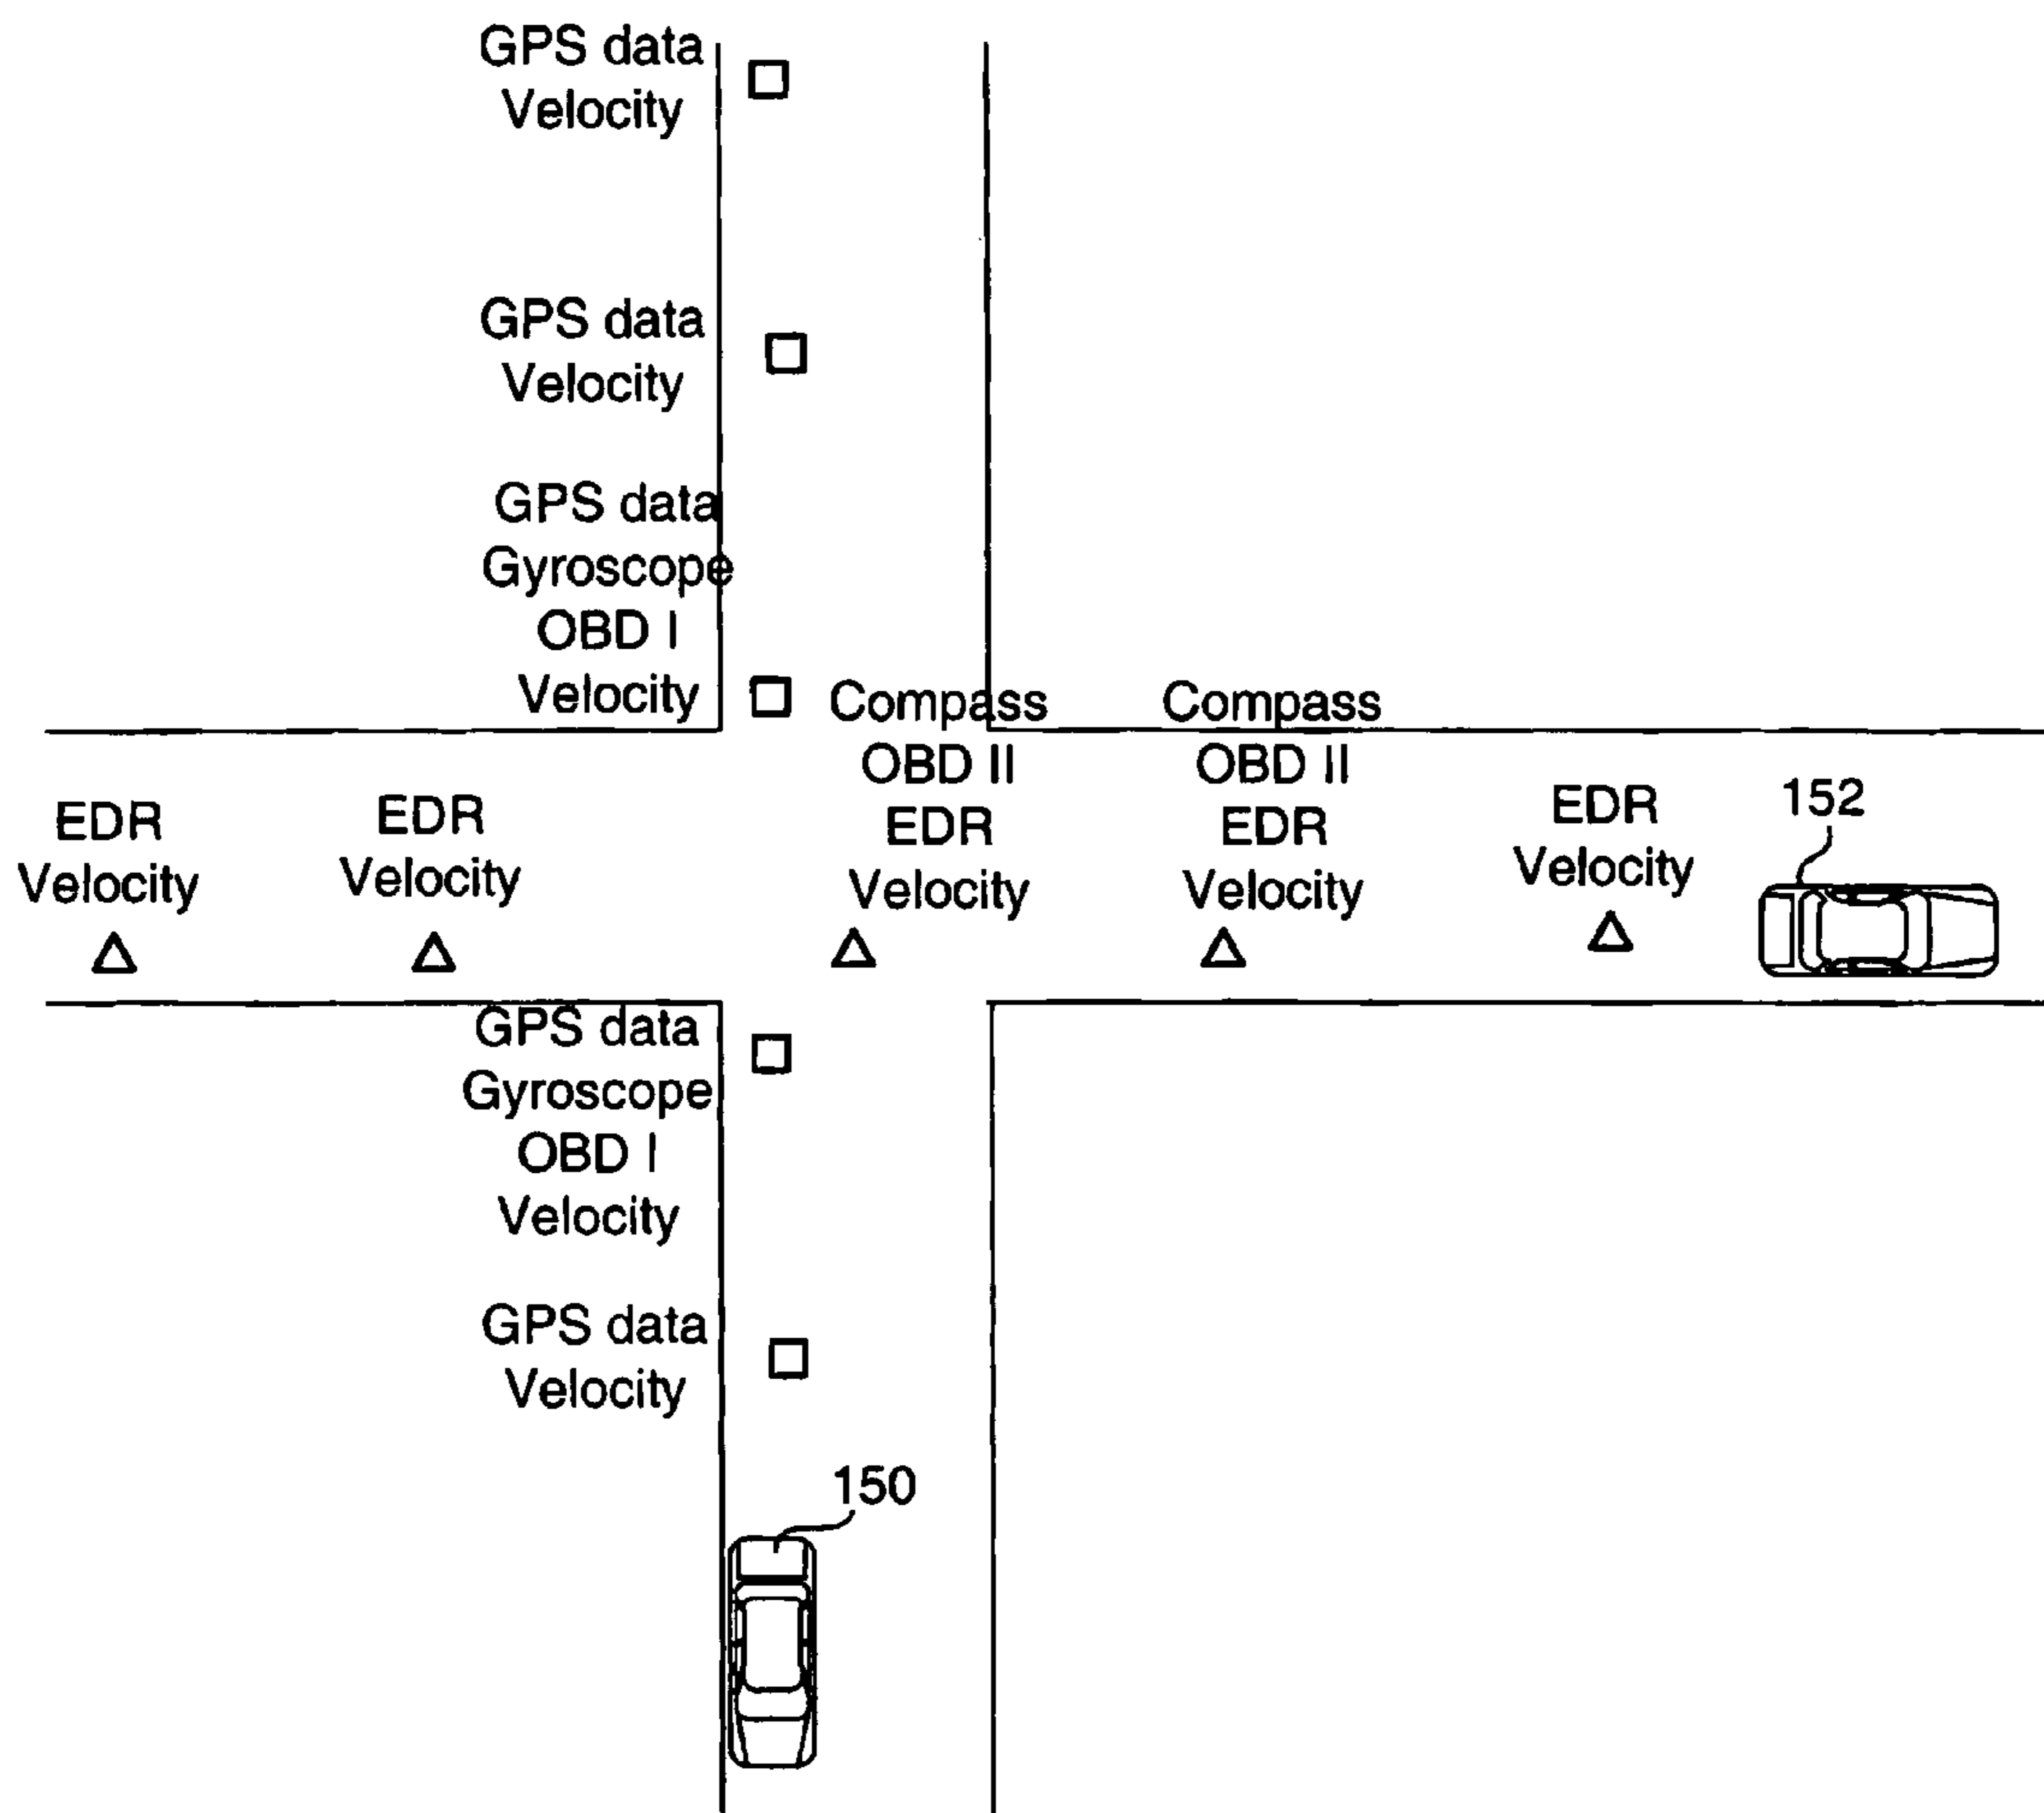 GPS data
Velocity
GPS data
Velocity
GPS data
Gyroscope
OBD I
Velocity
Compass
OBD II
EDR
Velocity
Compass
OBD II
EDR
Velocity
EDR
Velocity
EDR
Velocity
EDR
Velocity
152
GPS data
Gyroscope
OBD I
Velocity
GPS data
Velocity
150